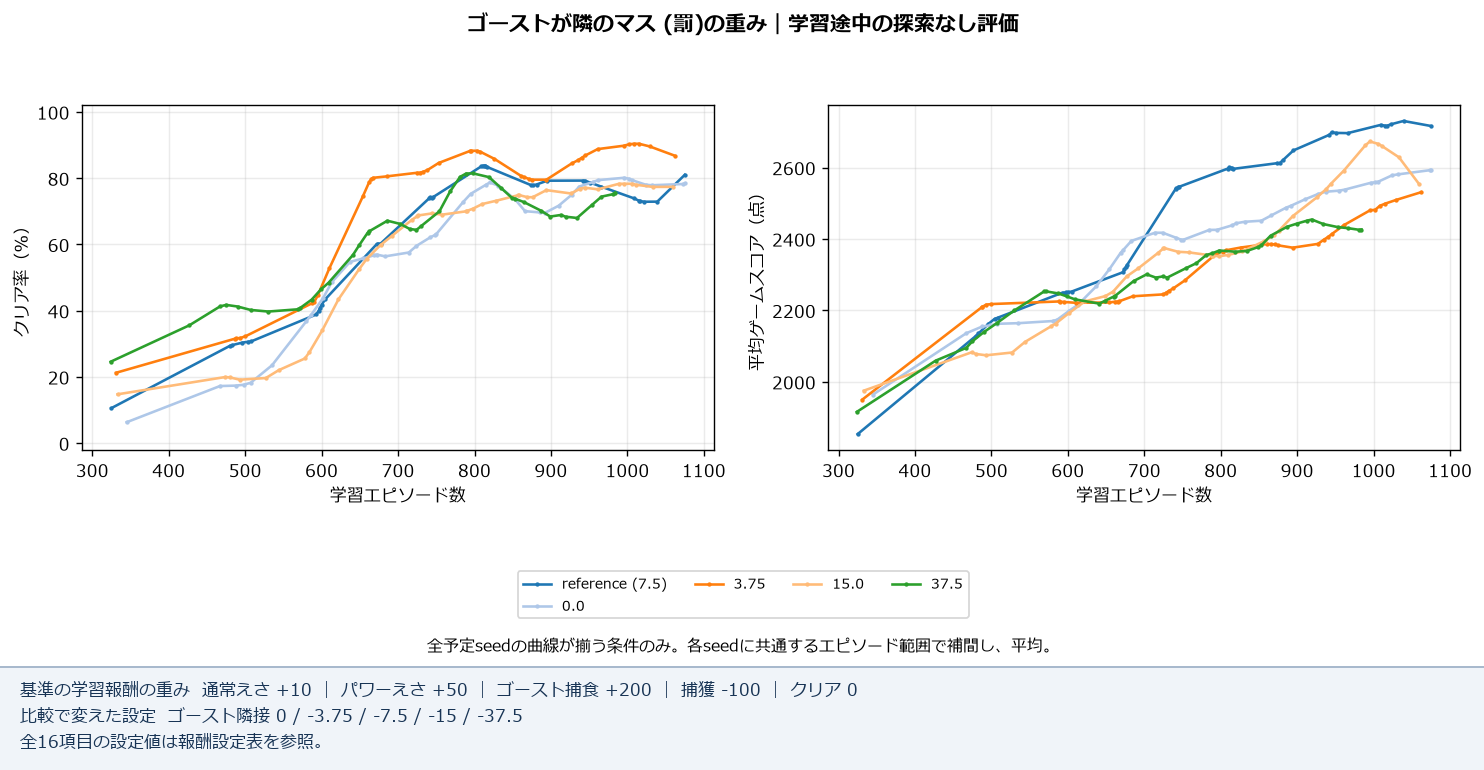 ゴーストが隣のマス (罰)の重み｜学習途中の探索なし評価
クリア率（%）
100
80
60
40
20
0
300 400 500 600 700 800 900 1000 1100
学習エピソード数
平均ゲームスコア（点）
2600
2400
2200
2000
300 400 500 600 700 800 900 1000 1100
学習エピソード数
reference (7.5) 3.75 15.0 37.5
0.0
全予定seedの曲線が揃う条件のみ。各seedに共通するエピソード範囲で補間し、平均。
基準の学習報酬の重み 通常えさ +10 ｜ パワーえさ +50 ｜ ゴースト捕食 +200 ｜ 捕獲 -100 ｜ クリア 0
比較で変えた設定 ゴースト隣接 0 / -3.75 / -7.5 / -15 / -37.5
全16項目の設定値は報酬設定表を参照。